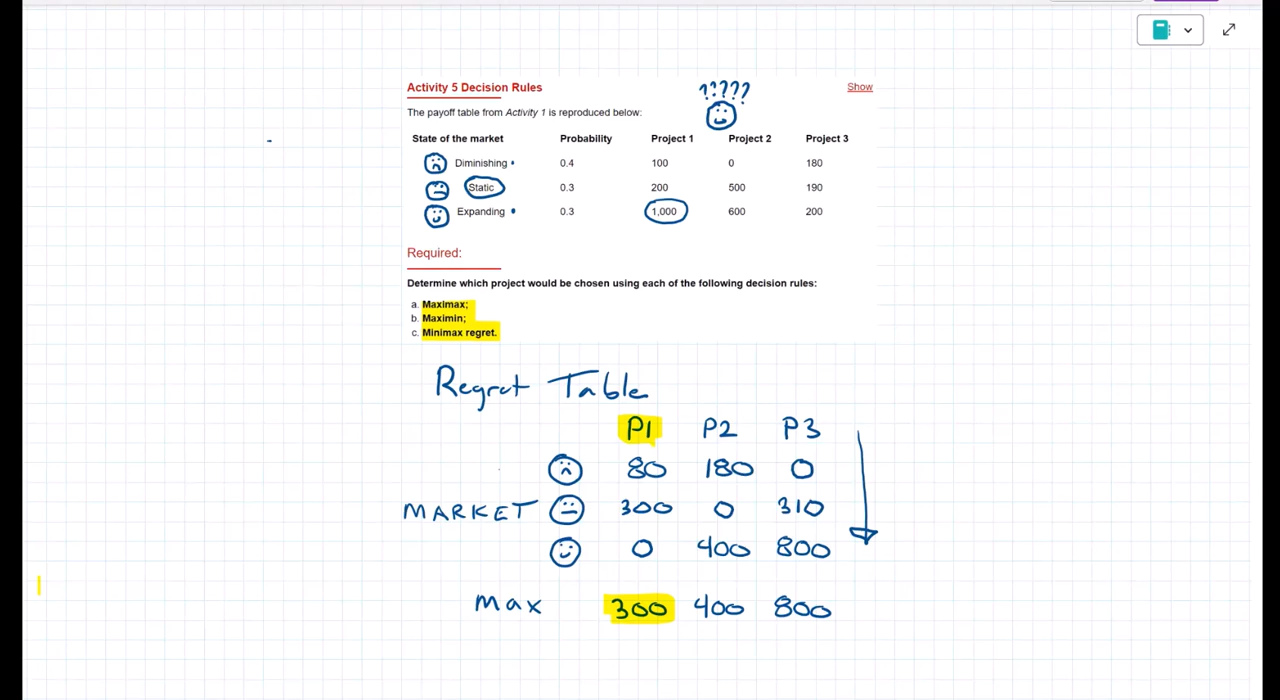 Activity 5 Decision Rules
?????
Show
The payoff table from Activity 1 is reproduced below:
State of the market Probability Project 1 Project 2 Project 3
Diminishing 0.4 100 0 180
Static 0.3 200 500 190
Expanding 0.3 1,000 600 200
Required:
Determine which project would be chosen using each of the following decision rules:
a. Maximax;
b. Maximin;
c. Minimax regret.
Regret Table
P1 P2 P3
80 180 0
MARKET 300 0 310
0 400 800
Max 300 400 800